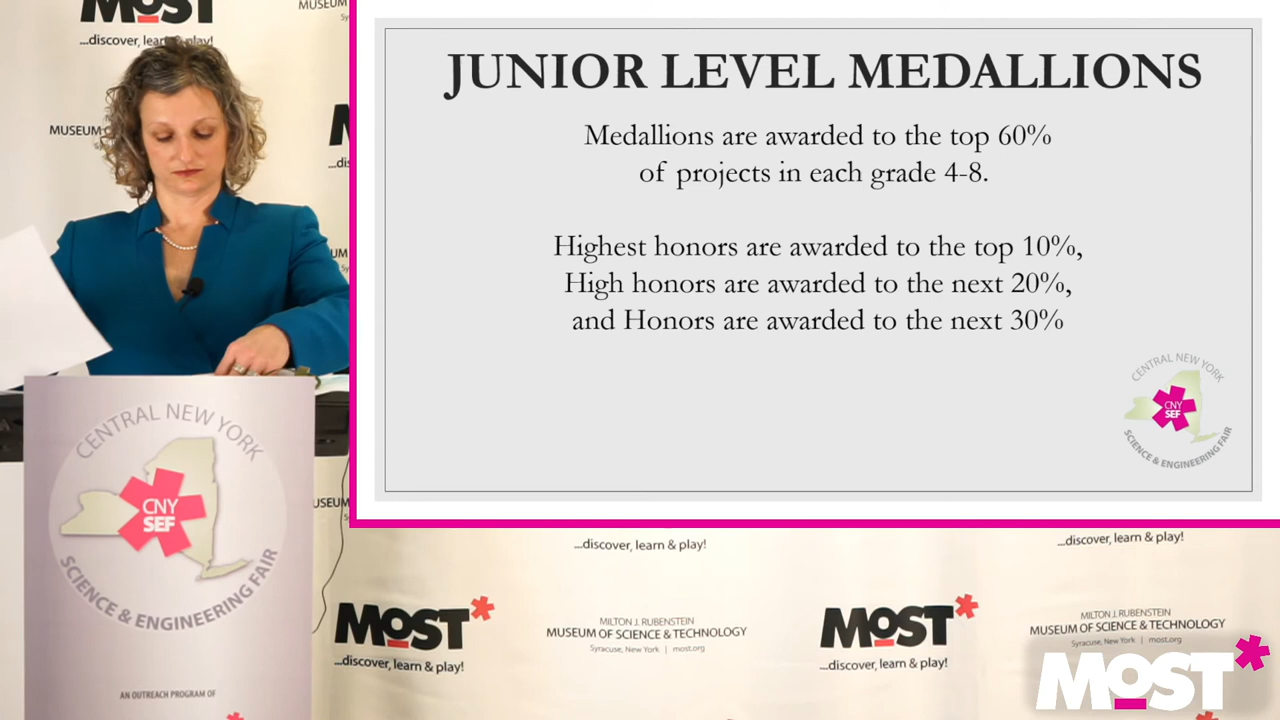 MOST
...discover, learn & play!
MUSEUM
MUSEUM
...dis
MUSEUM
JUNIOR LEVEL MEDALLIONS
Medallions are awarded to the top 60%
of projects in each grade 4-8.
Highest honors are awarded to the top 10%,
High honors are awarded to the next 20%,
and Honors are awarded to the next 30%
CENTRAL NEW YORK
CNY
SEF
SCIENCE & ENGINEERING FAIR
CENTRAL NEW YORK
CNY
SEF
SCIENCE & ENGINEERING FAIR
AN OUTREACH PROGRAM OF
...discover, learn & play!
...discover, learn & play!
MOST*
...discover, learn & play!
MILTON J. RUBENSTEIN
MUSEUM OF SCIENCE & TECHNOLOGY
Syracuse, New York | most.org
MOST*
...discover, learn & play!
MILTON J. RUBENSTEIN
MUSEUM OF SCIENCE & TECHNOLOGY
Syracuse, New York | most.org
MOST*